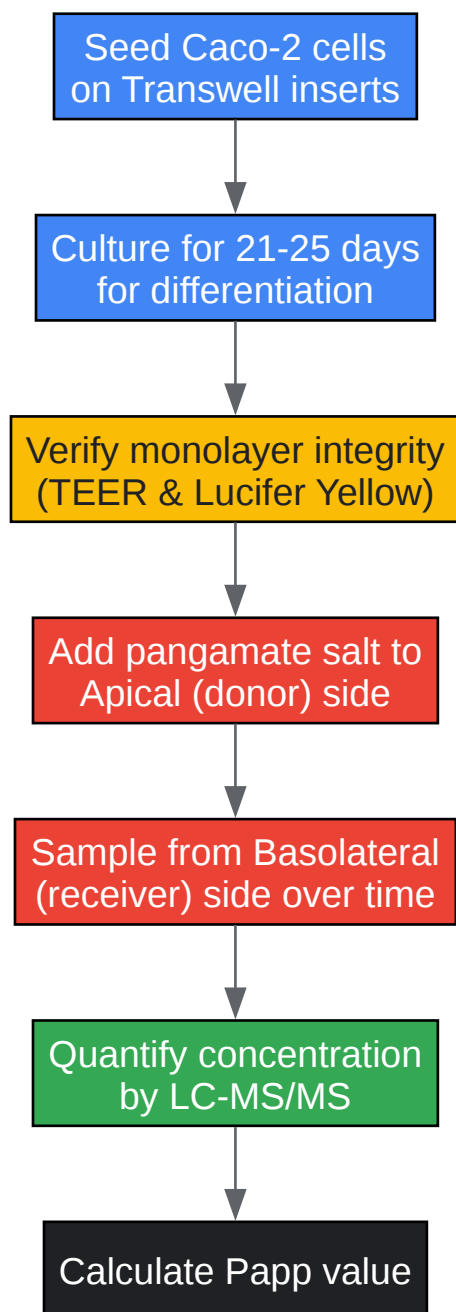 Seed Caco-2 cells
on Transwell inserts
Culture for 21-25 days
for differentiation
Verify monolayer integrity
(TEER & Lucifer Yellow)
Add pangamate salt to
Apical (donor) side
Sample from Basolateral
(receiver) side over time
Quantify concentration
by LC-MS/MS
Calculate Papp value